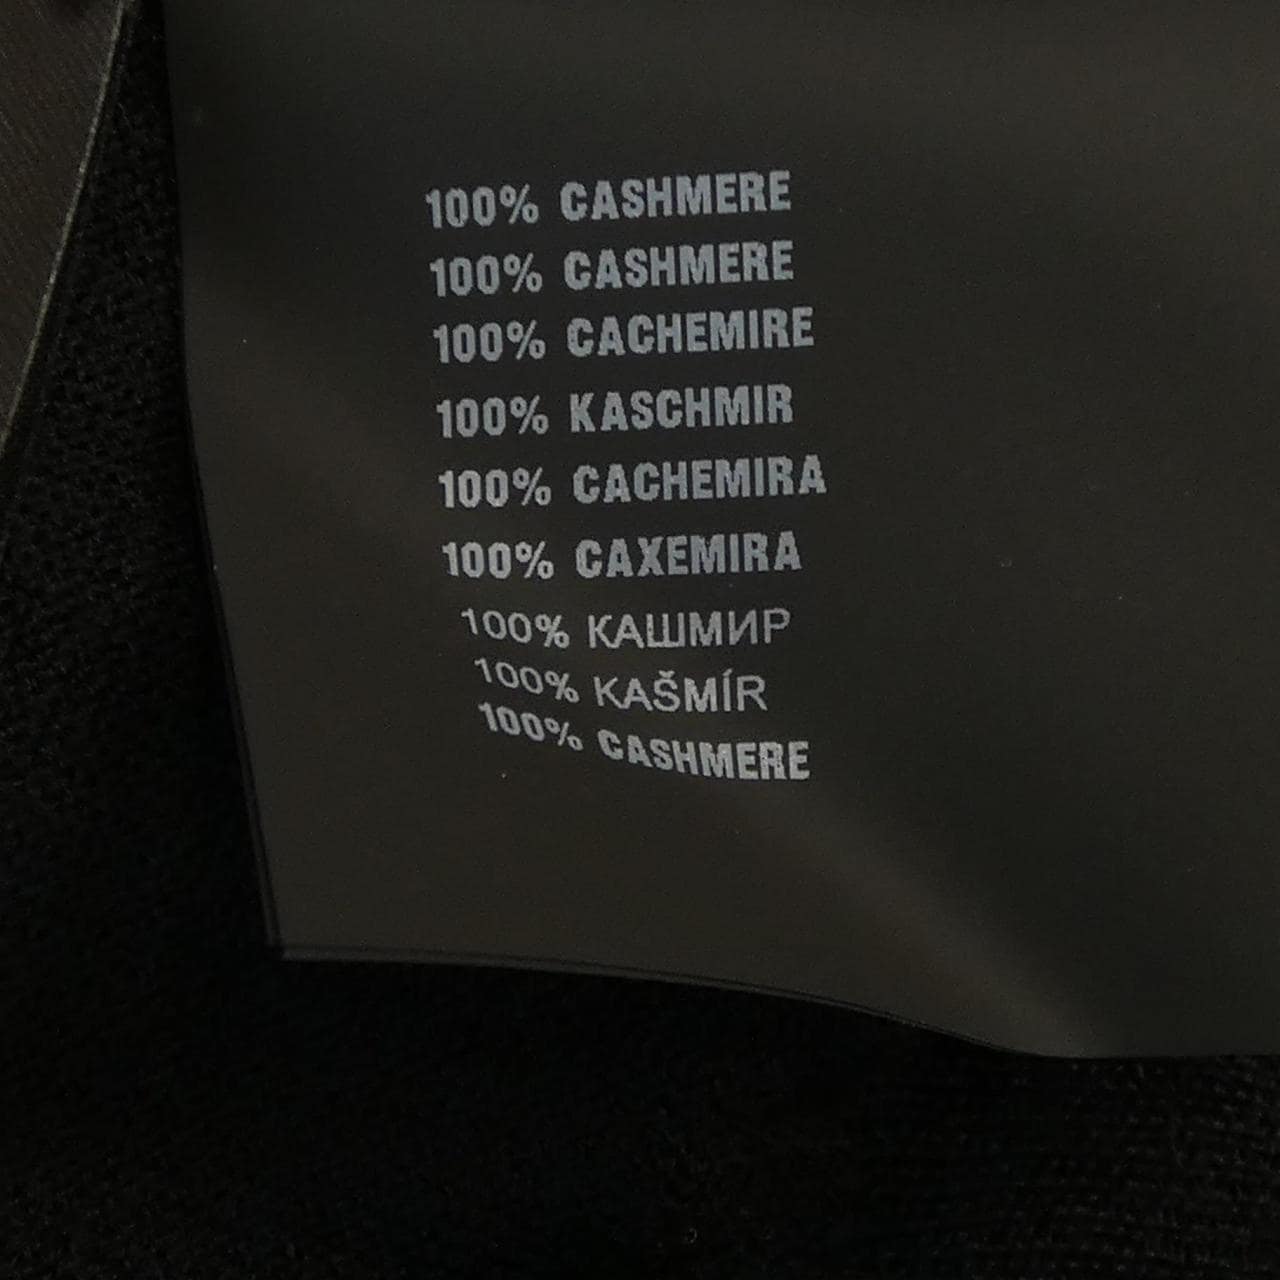 100% CASHMERE
100% CASHMERE
100% CACHEMIRE
100% KASCHMIR
100% CACHEMIRA
100% CAXEMIRA
100% КАШМИР
100% KAŠMÍR
100% CASHMERE